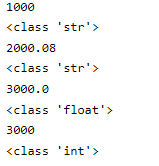 1000
<class 'str'>
2000.08
<class 'str'>
3000.0
<class 'float'>
3000
<class 'int'>